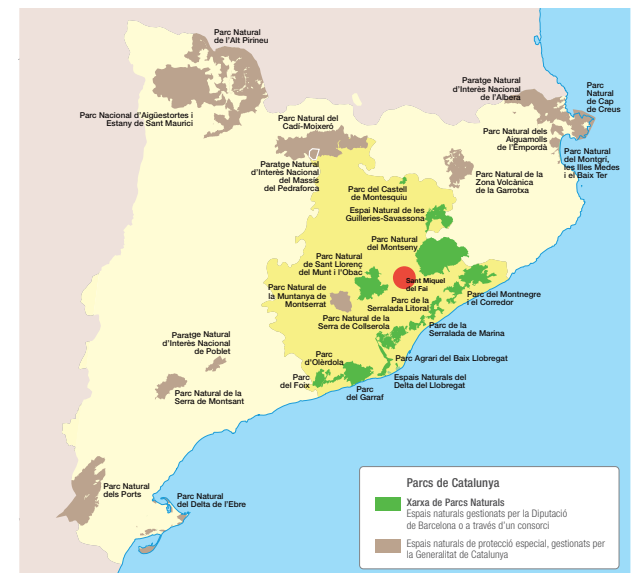 Parc Natural
de l'Alt Pirineu
Parc Nacional d'Aigüestortes i
Estany de Sant Maurici
Parc Natural del
Cadí-Moixeró
Paratge Natural
d'Interès Nacional
del Massís
del Pedraforca
Paratge Natural
d'Interès Nacional
de l'Albera
Parc
Natural
de Cap
de Creus
Parc Natural dels
Aiguamolls
de l'Empordà
Parc Natural
del Montgrí,
les Illes Medes
i el Baix Ter
Parc Natural de la
Zona Volcànica
de la Garrotxa
Parc del Castell
de Montesquiu
Espai Natural de les
Guilleries-Savassona
Parc Natural
del Montseny
Parc Natural
de Sant Llorenç
del Munt i l'Obac
Sant Miquel
del Fai
Parc Natural de
la Muntanya de
Montserrat
Parc del Montnegre
i el Corredor
Parc de la
Serralada Litoral
Parc Natural de la
Serra de Collserola
Parc de la
Serralada de Marina
Paratge Natural
d'Interès Nacional
de Poblet
Parc
d'Olèrdola
Parc Agrari del Baix Llobregat
Parc
del Foix
Espais Naturals del
Delta del Llobregat
Parc
del Garraf
Parc Natural de la
Serra de Montsant
Parc Natural
dels Ports
Parc Natural
del Delta de l'Ebre
Parcs de Catalunya
Xarxa de Parcs Naturals
Espais naturals gestionats per la Diputació
de Barcelona o a través d'un consorci
Espais naturals de protecció especial, gestionats per
la Generalitat de Catalunya